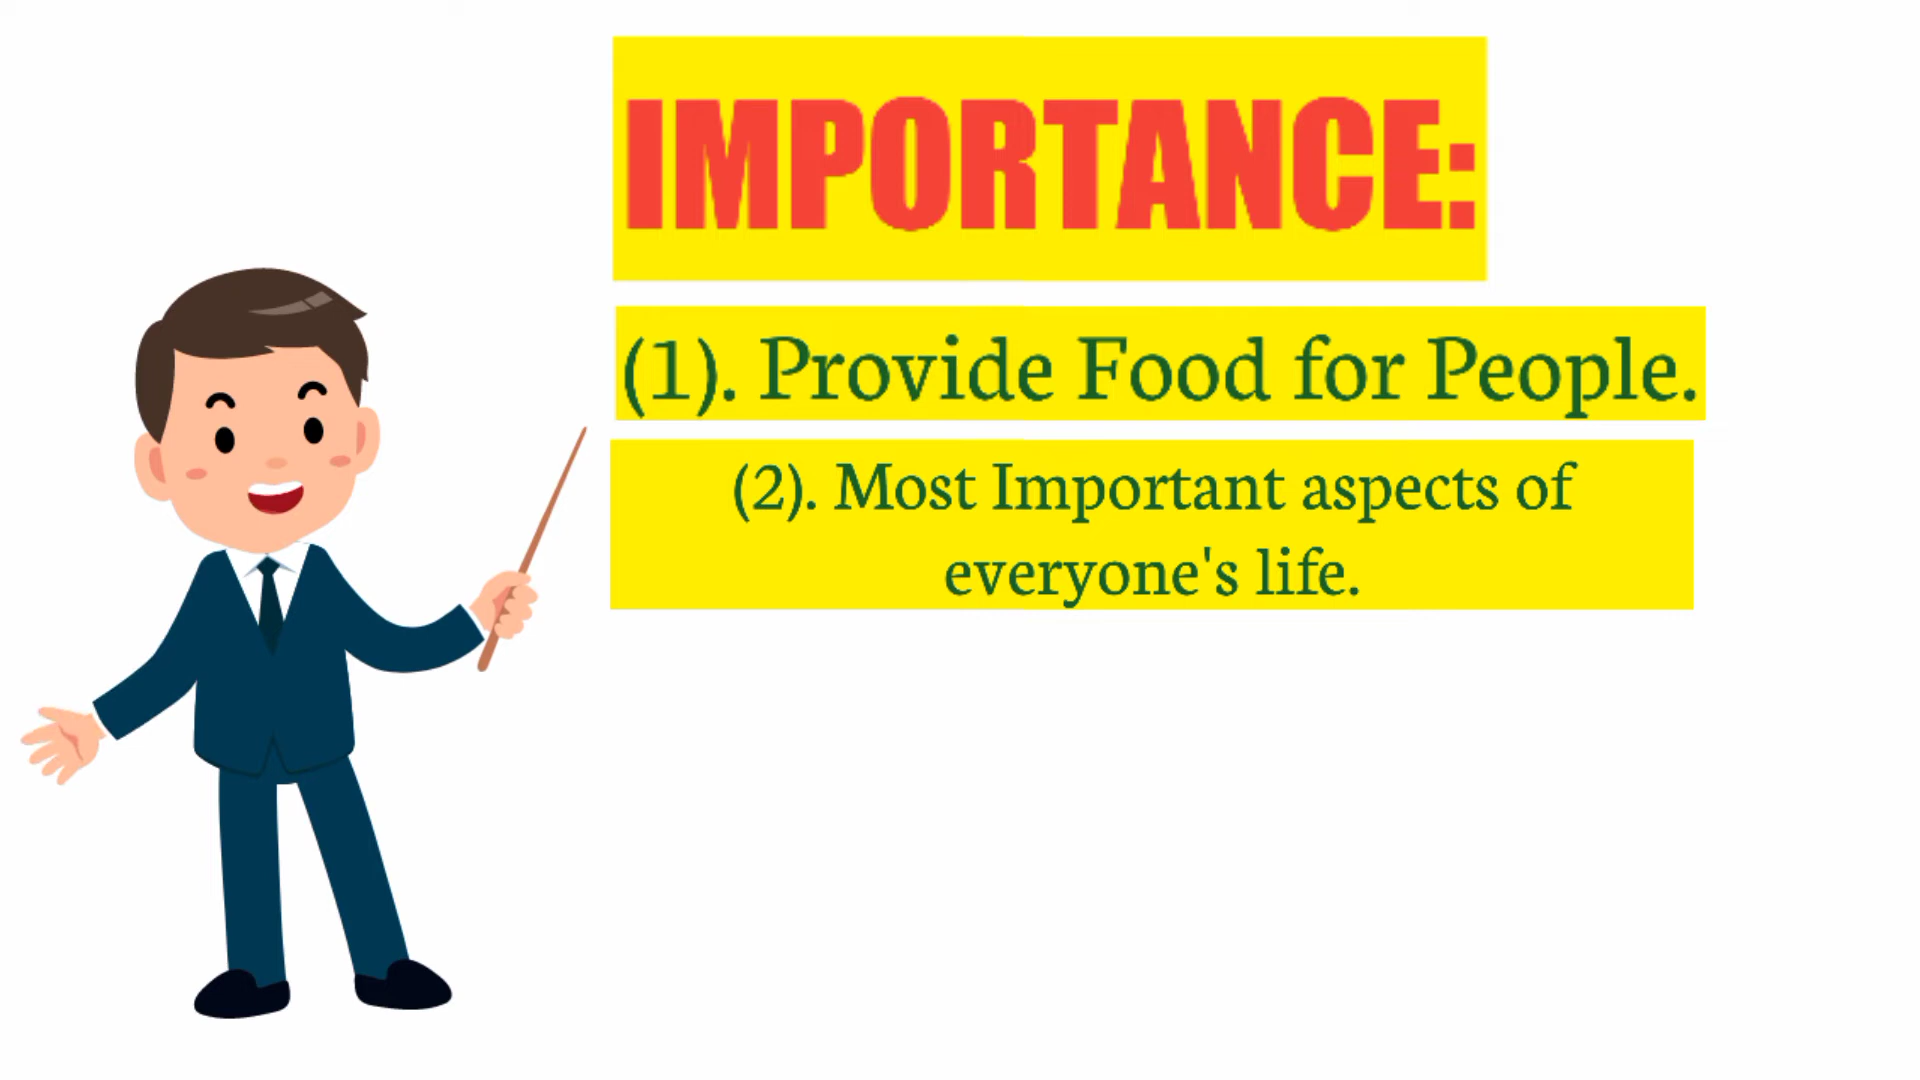 IMPORTANCE:
(1). Provide Food for People.
(2). Most Important aspects of
everyone's life.